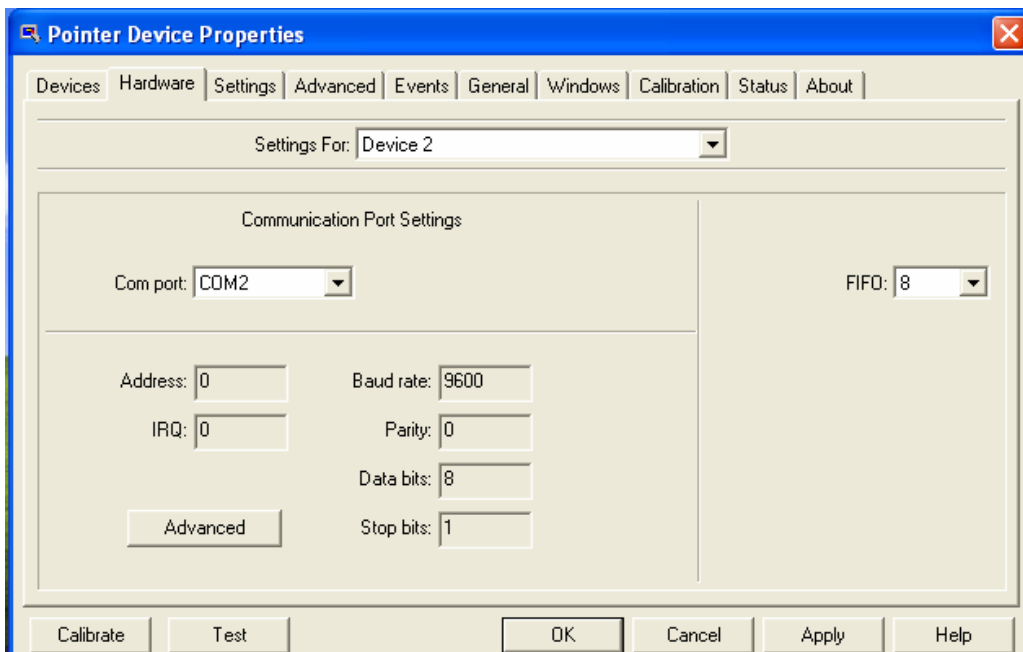 Pointer Device Properties
Devices Hardware Settings Advanced Events General Windows Calibration Status About
Settings For: Device 2
Communication Port Settings
Com port: COM2 FIFO: 8
Address: 0 Baud rate: 9600
IRQ: 0 Parity: 0
Data bits: 8
Advanced Stop bits: 1
Calibrate Test OK Cancel Apply Help